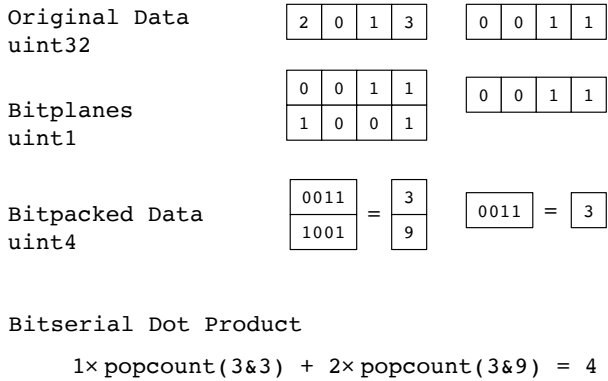 Original Data
uint32
2 0 1 3 0 0 1 1
Bitplanes
uint1
0 0 1 1 0 0 1 1
1 0 0 1
Bitpacked Data
uint4
0011 = 3 0011 = 3
1001 9
Bitserial Dot Product
1× popcount(3&3) + 2× popcount(3&9) = 4